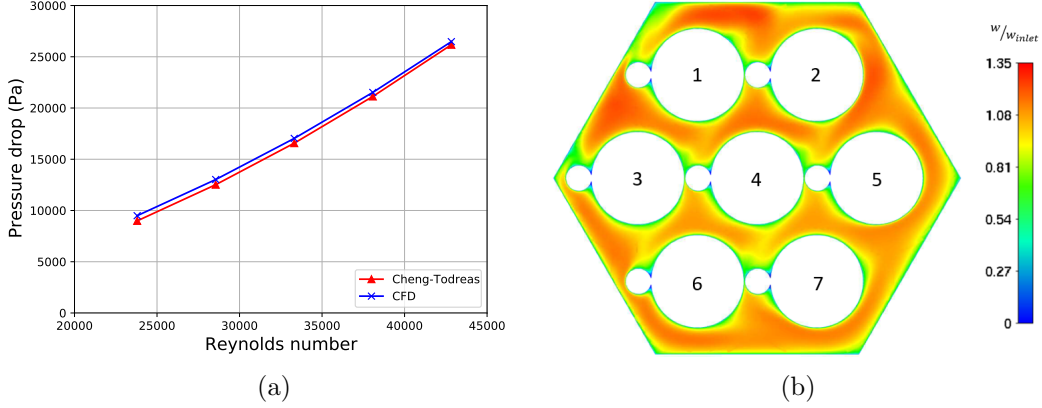 30000
25000
20000
15000
10000
5000
0
Pressure drop (Pa)
20000 25000 30000 35000 40000 45000
Reynolds number
Cheng-Todreas
CFD
(a)
1 2
3 4 5
6 7
w/w_inlet
1.35
1.08
0.81
0.54
0.27
0
(b)